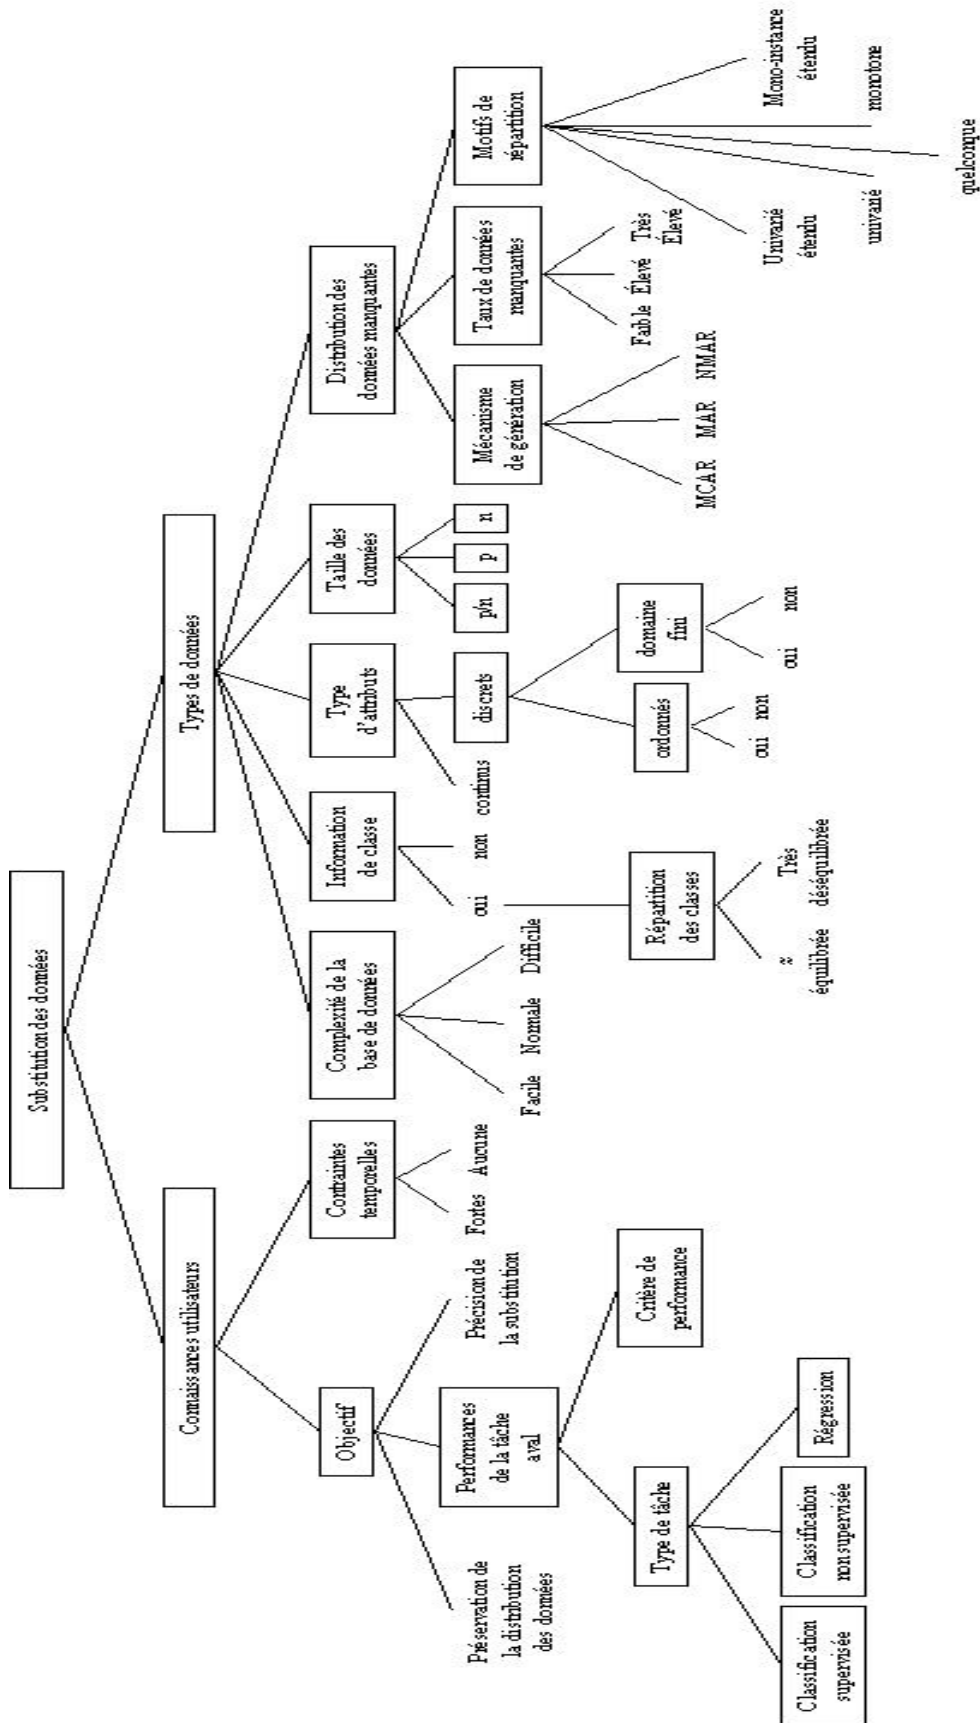 Substitution des données
Connaissances utilisateurs
Types de données
Objectif
Contraintes
temporelles
Complexité de la
base de données
Information
de classe
Type
d'attributs
Taille des
données
Distribution des
données manquantes
Préservation de
la distribution
des données
Performances
de la tâche
aval
Précision de
la substitution
Fortes
Aucune
Facile
Normale
Difficile
oui
non
continus
discrets
p/n
p
n
Mécanisme
de génération
Taux de données
manquantes
Motifs de
répartition
Type de tâche
Critère de
performance
Répartition
des classes
ordonnés
domaine
fini
MCAR
MAR
NMAR
Faible
Élevé
Très
Élevé
Classification
supervisée
Classification
non supervisée
Régression
≈
équilibrée
Très
déséquilibrée
oui
non
oui
non
Univarié
étendu
univarié
quelconque
monotone
Mono-instance
étendu